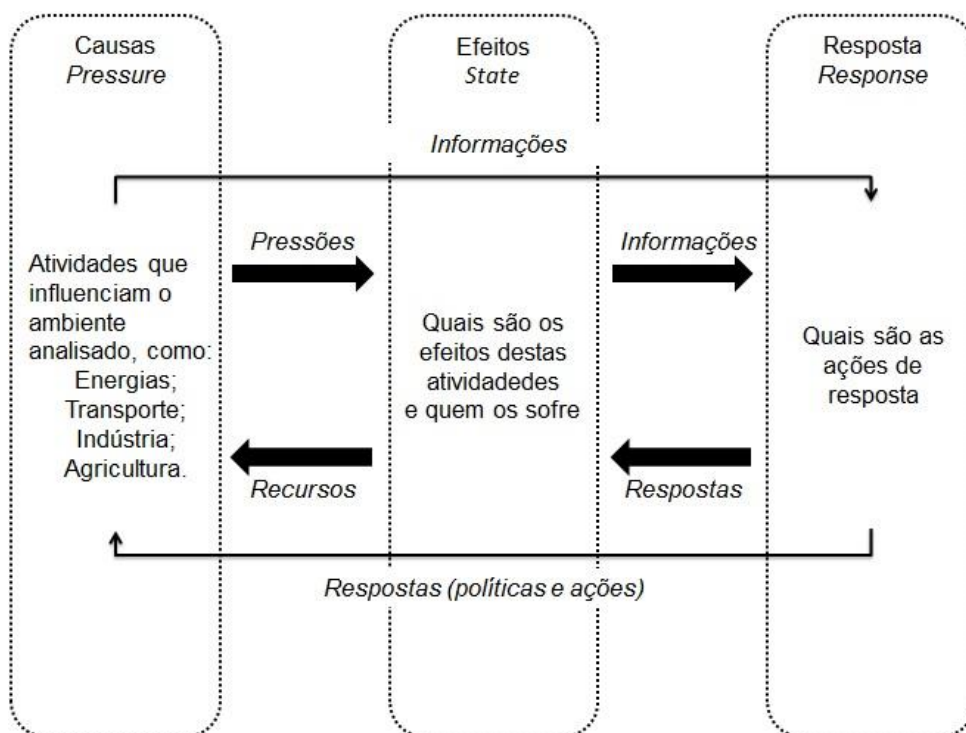 Causas
Pressure
Efeitos
State
Resposta
Response
Informações
Pressões
Informações
Atividades que
influenciam o
ambiente
analisado, como:
Energias;
Transporte;
Indústria;
Agricultura.
Quais são os
efeitos destas
atividadedes
e quem os sofre
Quais são as
ações de
resposta
Recursos
Respostas
Respostas (políticas e ações)